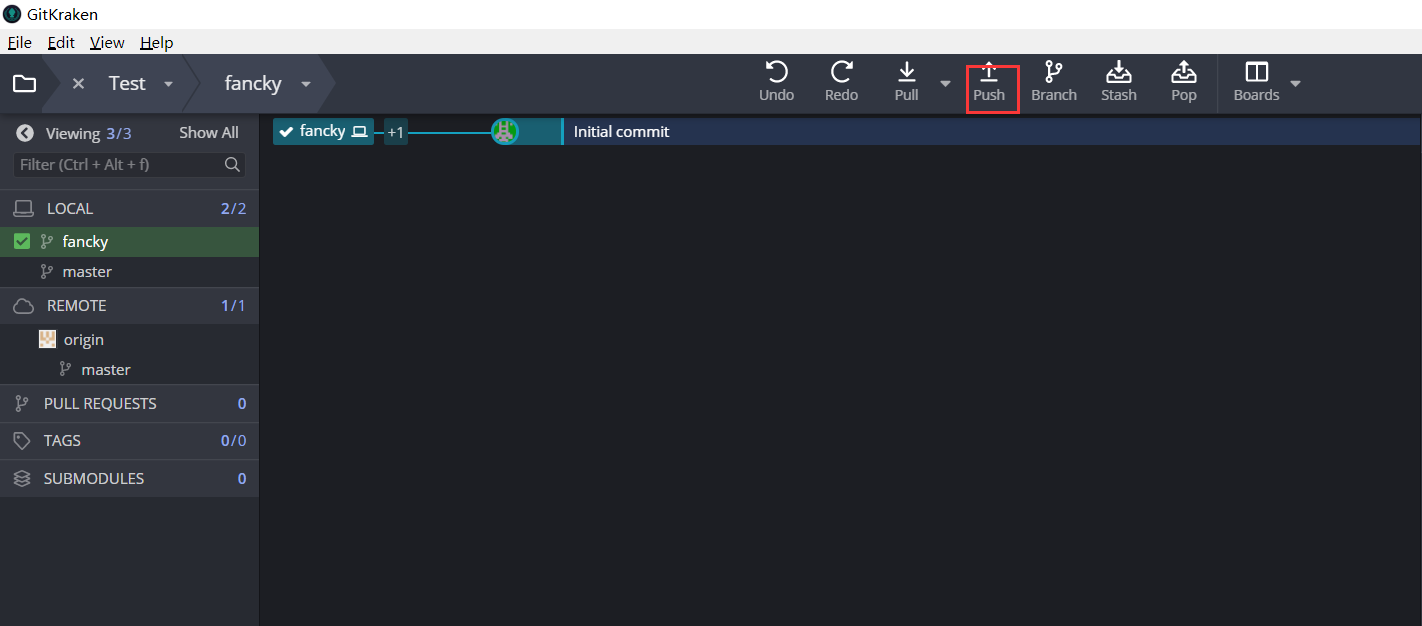 GitKraken
File Edit View Help
Test fancky Undo Redo Pull Push Branch Stash Pop Boards
Viewing 3/3 Show All
fancky +1 Initial commit
Filter (Ctrl + Alt + f)
LOCAL 2/2
fancky
master
REMOTE 1/1
origin
master
PULL REQUESTS 0
TAGS 0/0
SUBMODULES 0